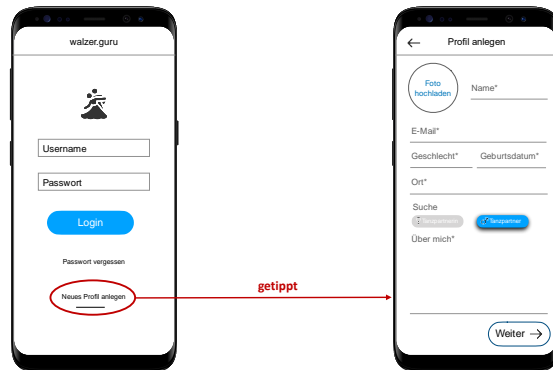 walzer.guru
Username
Passwort
Login
Passwort vergessen
Neues Profil anlegen
getippt
Profil anlegen
Foto
hochladen
Name*
E-Mail*
Geschlecht* Geburtsdatum*
Ort*
Suche
Tanzpartnerin Tanzpartner
Über mich*
Weiter